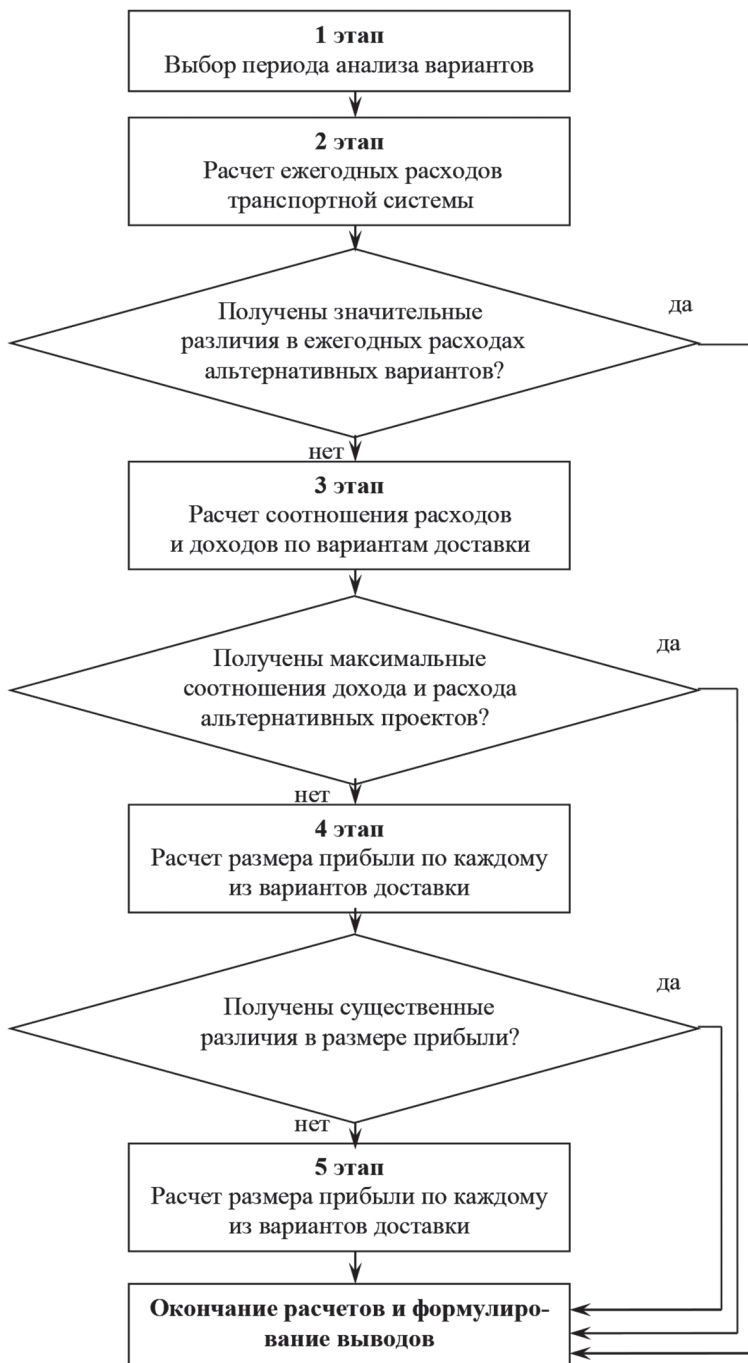 1 этап
Выбор периода анализа вариантов
2 этап
Расчет ежегодных расходов
транспортной системы
Получены значительные
различия в ежегодных расходах
альтернативных вариантов?
да
нет
3 этап
Расчет соотношения расходов
и доходов по вариантам доставки
Получены максимальные
соотношения дохода и расхода
альтернативных проектов?
да
нет
4 этап
Расчет размера прибыли по каждому
из вариантов доставки
Получены существенные
различия в размере прибыли?
да
нет
5 этап
Расчет размера прибыли по каждому
из вариантов доставки
Окончание расчетов и формулиро-
вание выводов